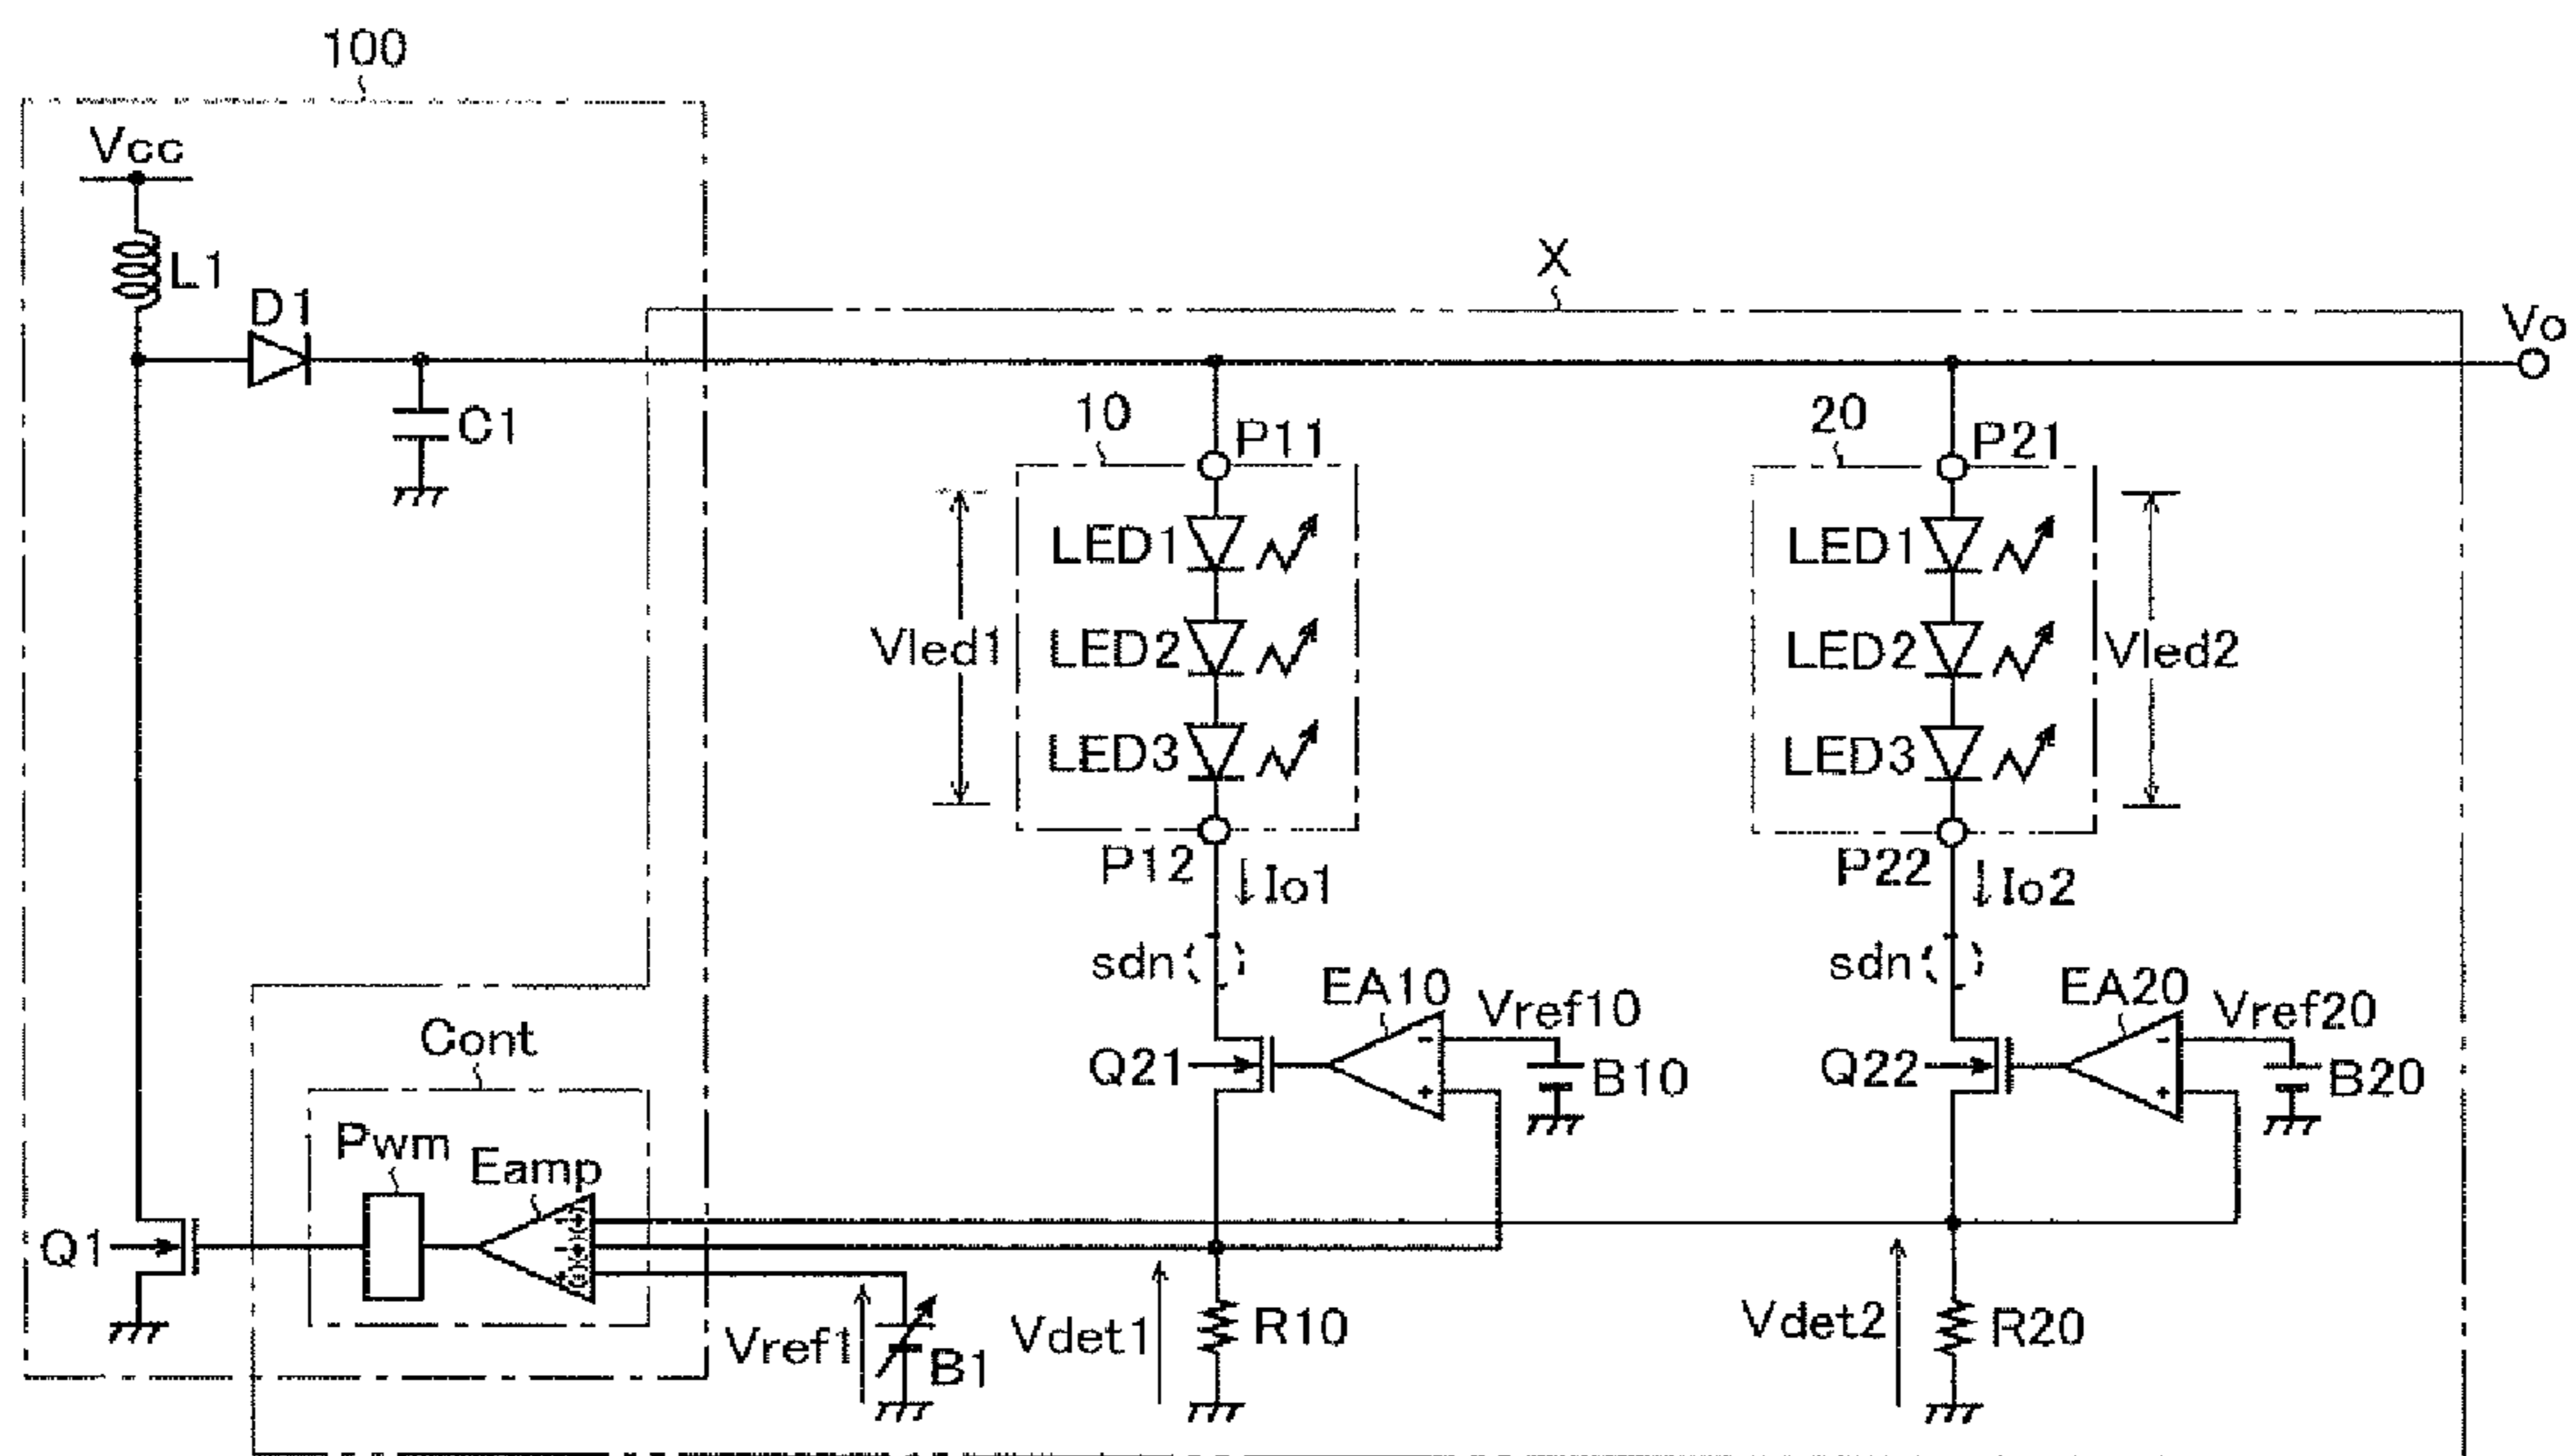 100
Vcc
L1
D1
C1
X
Vo
10
P11
LED1
LED2
LED3
Vled1
P12
Io1
sdn
20
P21
LED1
LED2
LED3
Vled2
P22
Io2
sdn
EA10
Vref10
- 
+
Q21
B10
EA20
Vref20
-
+
Q22
B20
Cont
Pwm
Eamp
Q1
Vref1
B1
Vdet1
R10
Vdet2
R20